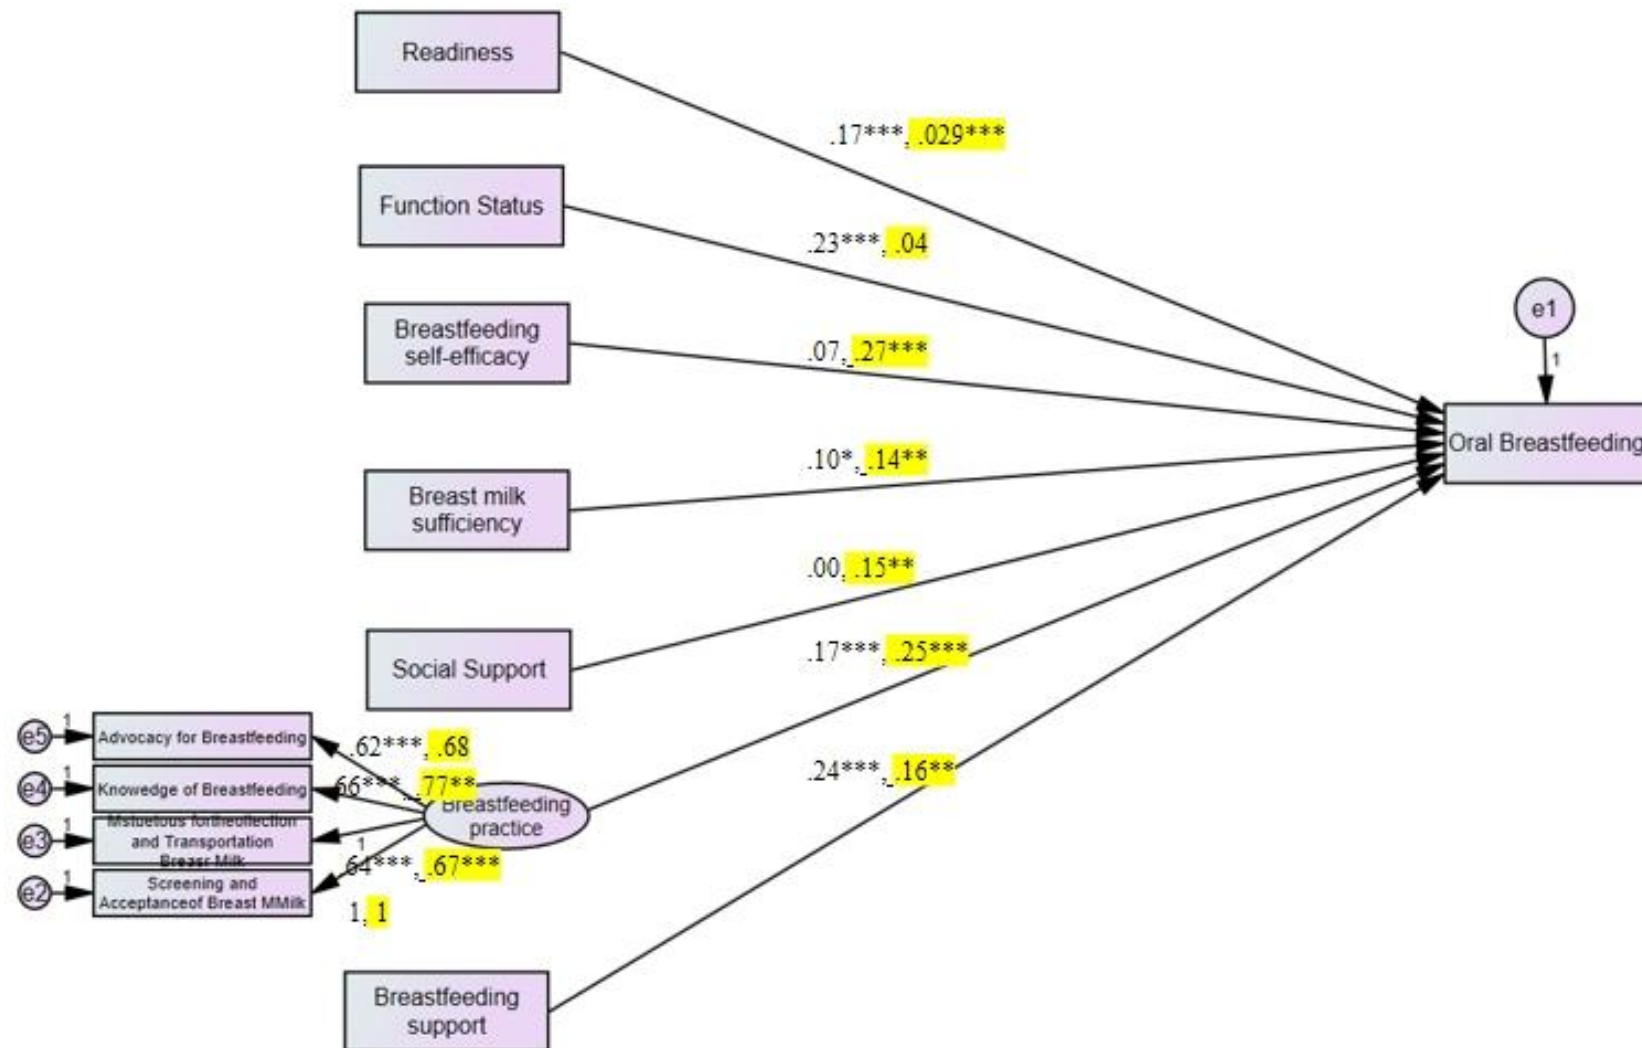 Readiness
.17***, .029***
Function Status
.23***, .04
e1
1
Breastfeeding
self-efficacy
.07, .27***
Oral Breastfeeding
Breast milk
sufficiency
.10*, .14**
.00, .15**
Social Support
.17***, .25***
e5
1
Advocacy for Breastfeeding
.62***, .68
e4
1
Knowedge of Breastfeeding
.66***, .77**
Breastfeeding
practice
e3
1
and Transportation
Breasr Milk
1
.64***, .67***
e2
1
Screening and
Acceptanceof Breast MMilk
1, 1
.24***, .16**
Breastfeeding
support